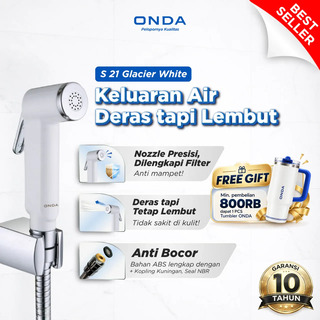 ONDA
Pelopornya Kualitas
BEST
SELLER
S 21 Glacier White
Keluaran Air
Deras tapi Lembut
Nozzle Presisi,
Dilengkapi Filter
Anti mampet!
Deras tapi
Tetap Lembut
Tidak sakit di kulit!
Anti Bocor
Bahan ABS lengkap dengan
+ Kopling Kuningan, Seal NBR
FREE GIFT
Min. pembelian
800RB
dapat 1 PCS
Tumbler ONDA
ONDA
ONDA
GARANSI
10
TAHUN